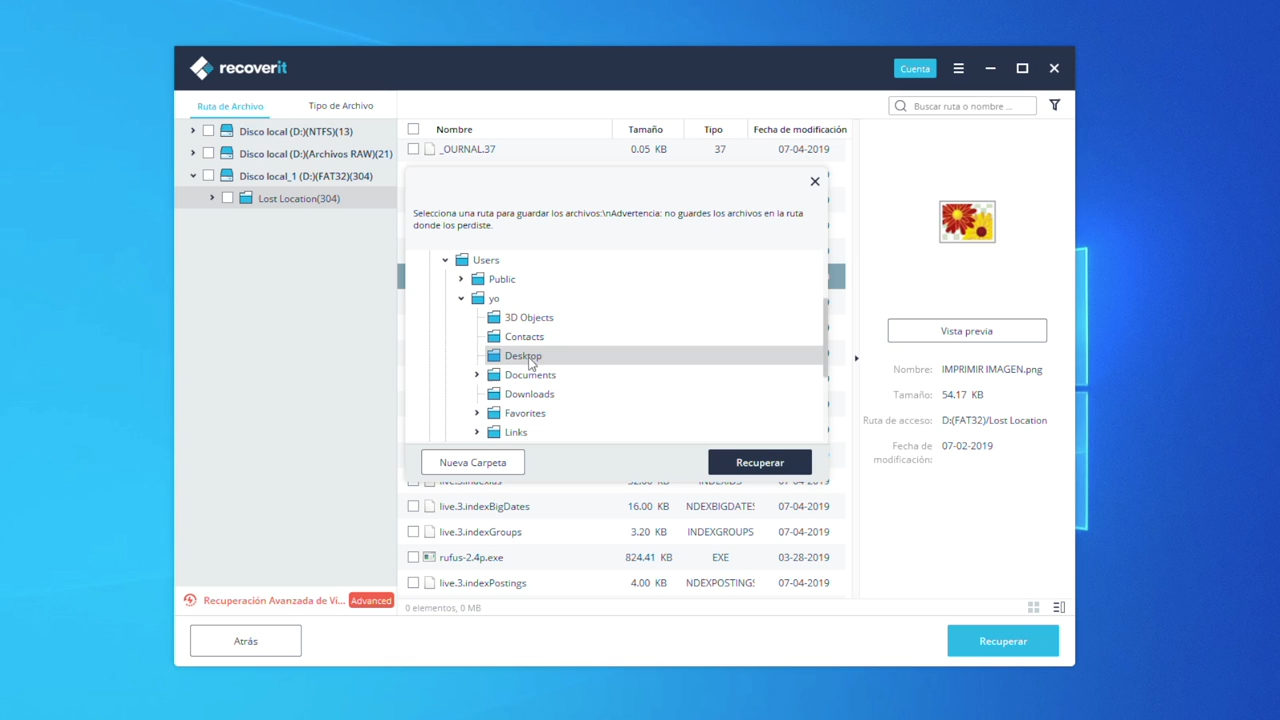 recoverit
Cuenta
Ruta de Archivo
Tipo de Archivo
Buscar ruta o nombre ...
Disco local (D:)(NTFS)(13)
Disco local (D:)(Archivos RAW)(21)
Disco local_1 (D:)(FAT32)(304)
Lost Location(304)
Nombre Tamaño Tipo Fecha de modificación
_OURNAL.37 0.05 KB 37 07-04-2019
Selecciona una ruta para guardar los archivos:\nAdvertencia: no guardes los archivos en la ruta
donde los perdiste.
Users
Public
yo
3D Objects
Contacts
Desktop
Documents
Downloads
Favorites
Links
Nueva Carpeta
Recuperar
live.3.indexBigDates 16.00 KB NDEXBIGDATES 07-04-2019
live.3.indexGroups 3.20 KB INDEXGROUPS 07-04-2019
rufus-2.4p.exe 824.41 KB EXE 03-28-2019
live.3.indexPostings 4.00 KB NDEXPOSTINGS 07-04-2019
0 elementos, 0 MB
Vista previa
Nombre: IMPRIMIR IMAGEN.png
Tamaño: 54.17 KB
Ruta de acceso: D:(FAT32)/Lost Location
Fecha de 07-02-2019
modificación:
Recuperación Avanzada de Vi... Advanced
Atrás
Recuperar